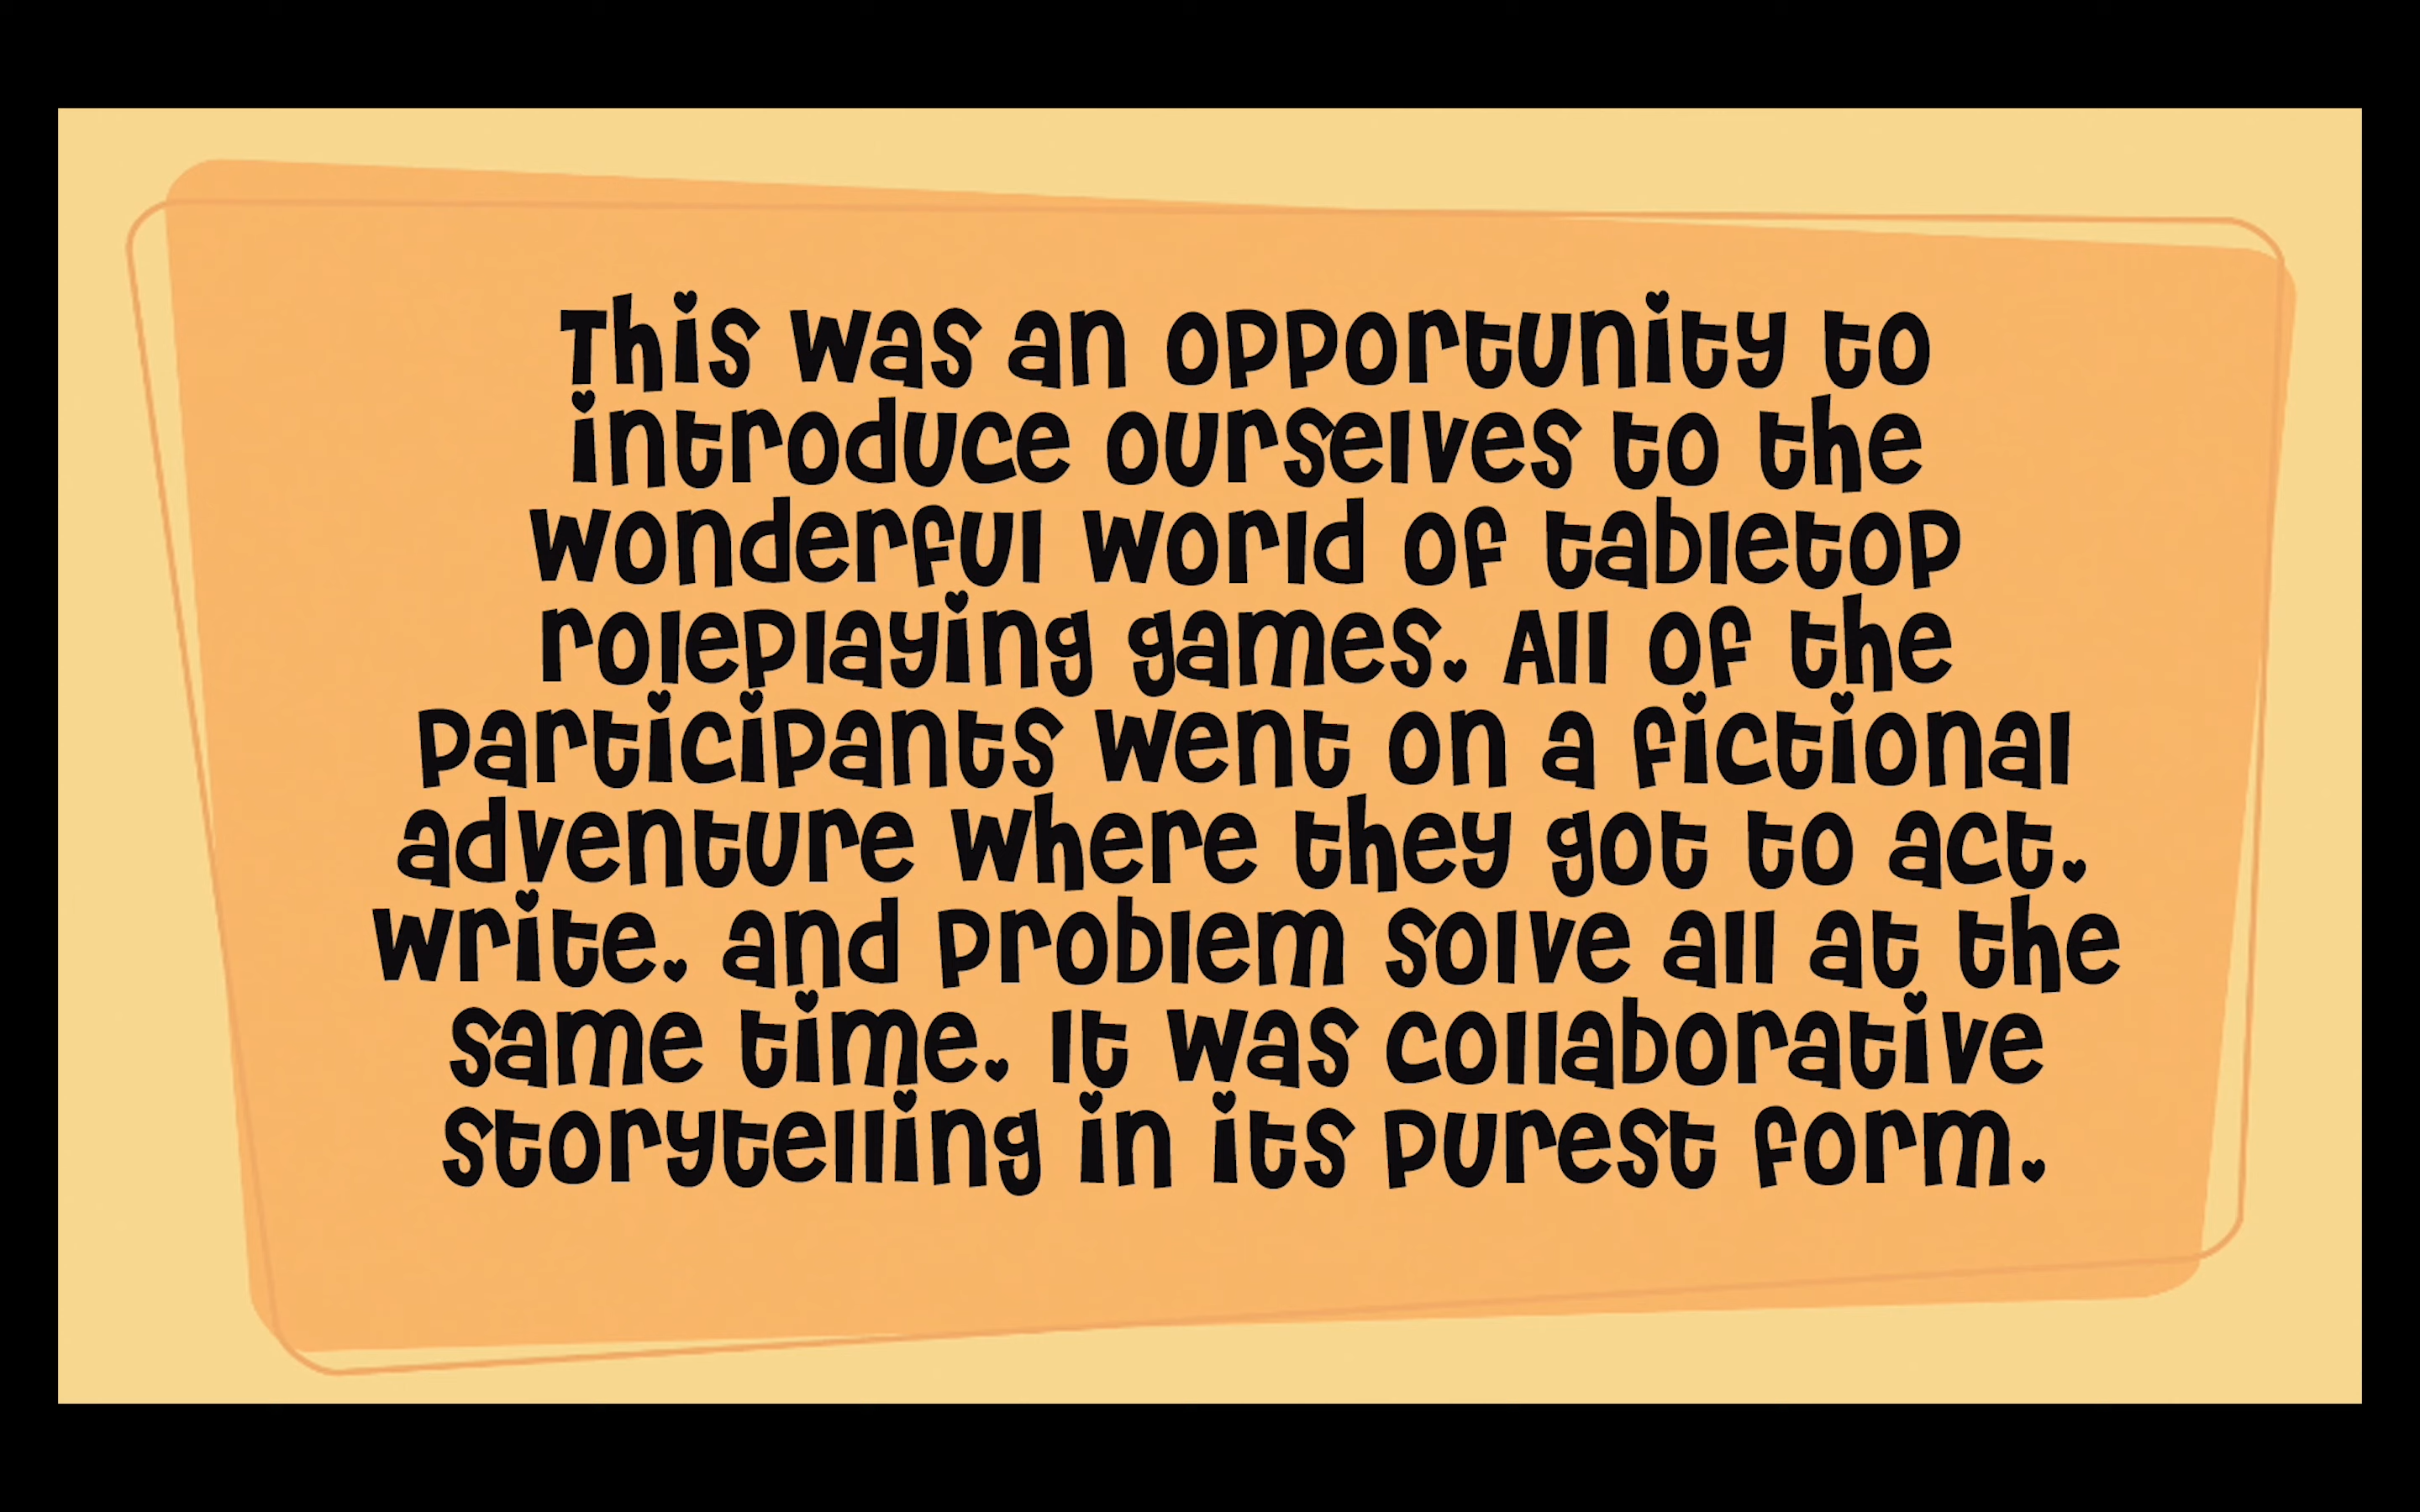 This was an opportunity to
introduce ourselves to the
wonderful world of tabletop
roleplaying games. All of the
participants went on a fictional
adventure where they got to act.
write. and problem solve all at the
same time. It was collaborative
storytelling in its purest form.